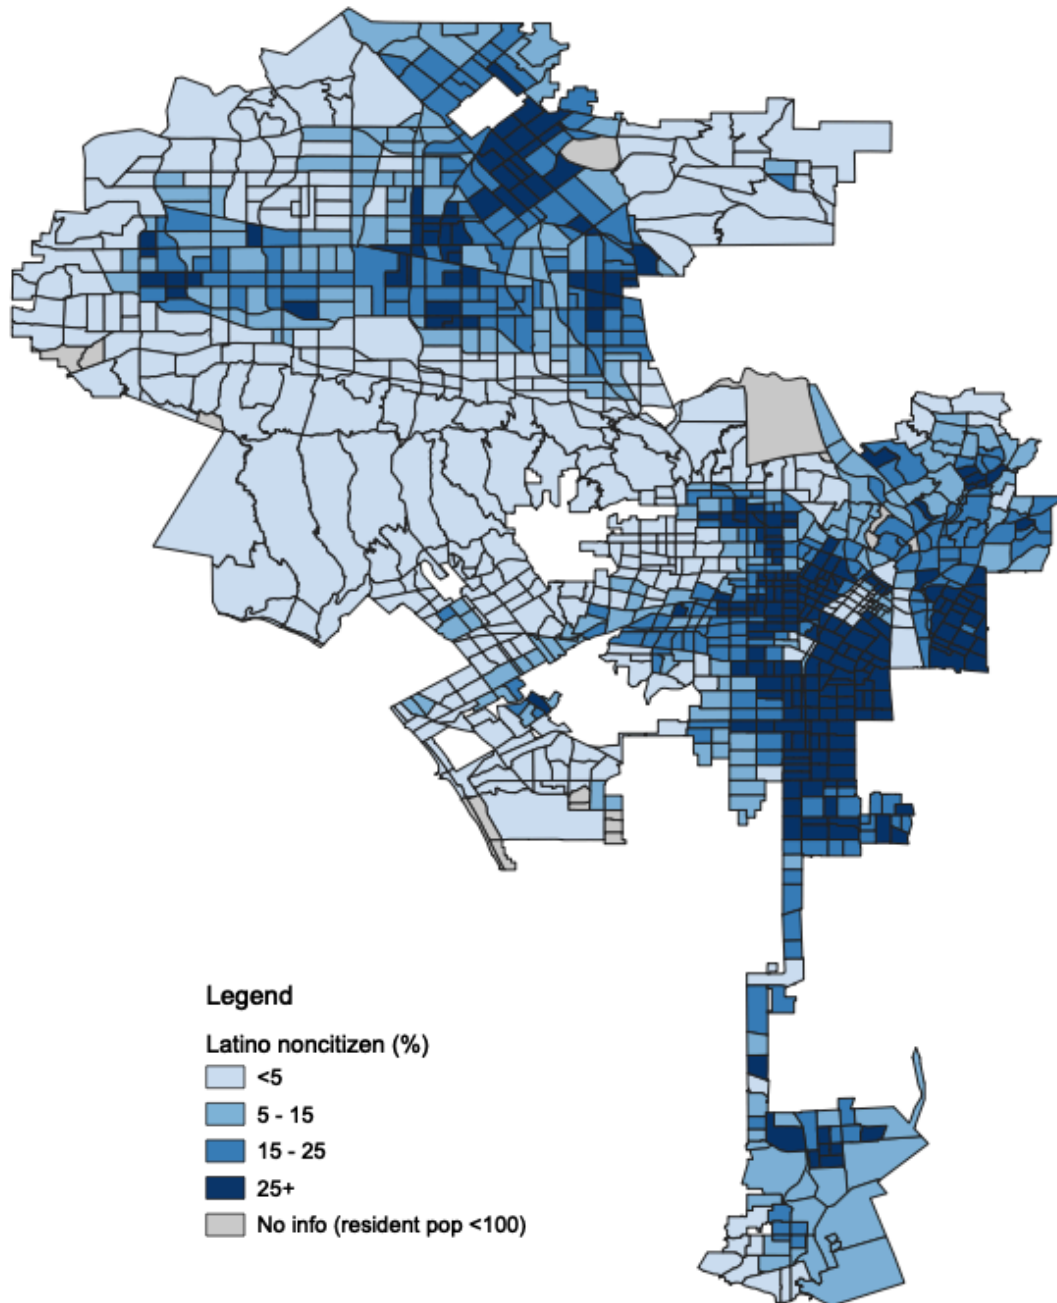 Legend
Latino noncitizen (%)
<5
5 - 15
15 - 25
25+
No info (resident pop <100)